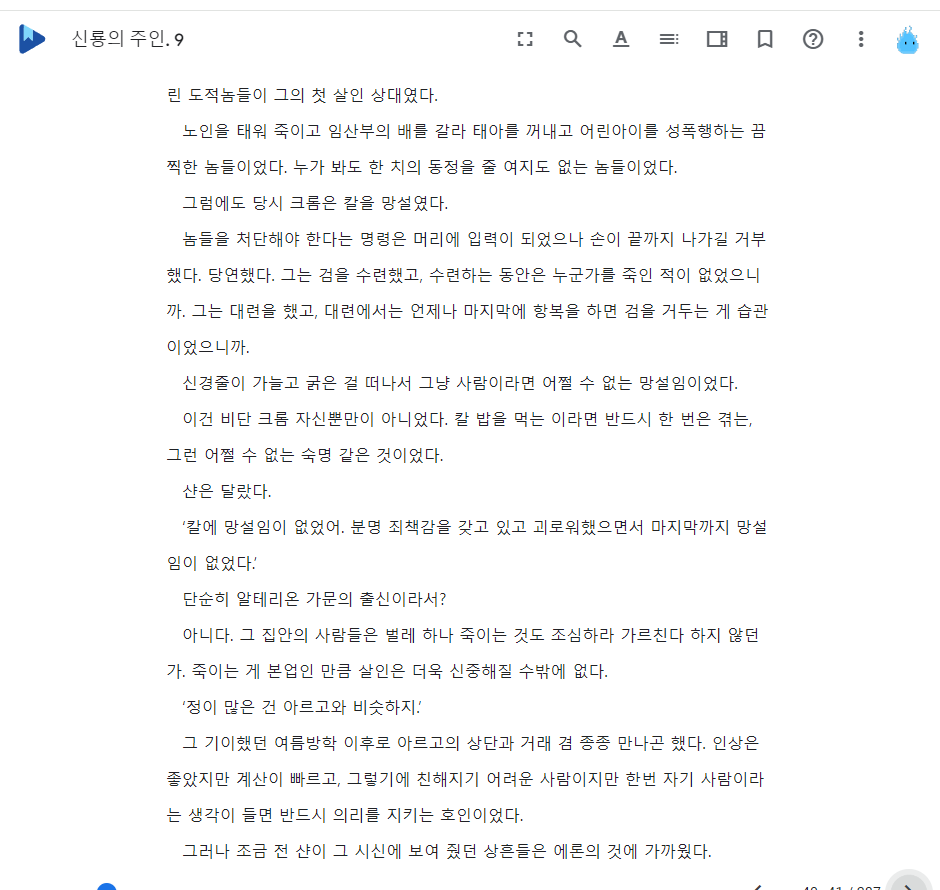 신룡의 주인. 9
린 도적놈들이 그의 첫 살인 상대였다.
노인을 태워 죽이고 임산부의 배를 갈라 태아를 꺼내고 어린아이를 성폭행하는 끔
찍한 놈들이었다. 누가 봐도 한 치의 동정을 줄 여지도 없는 놈들이었다.
그럼에도 당시 크롬은 칼을 망설였다.
놈들을 처단해야 한다는 명령은 머리에 입력이 되었으나 손이 끝까지 나가길 거부
했다. 당연했다. 그는 검을 수련했고, 수련하는 동안은 누군가를 죽인 적이 없었으니
까. 그는 대련을 했고, 대련에서는 언제나 마지막에 항복을 하면 검을 거두는 게 습관
이었으니까.
신경줄이 가늘고 굵은 걸 떠나서 그냥 사람이라면 어쩔 수 없는 망설임이었다.
이건 비단 크롬 자신뿐만이 아니었다. 칼 밥을 먹는 이라면 반드시 한 번은 겪는,
그런 어쩔 수 없는 숙명 같은 것이었다.
샨은 달랐다.
‘칼에 망설임이 없었어. 분명 죄책감을 갖고 있고 괴로워했으면서 마지막까지 망설
임이 없었다.’
단순히 알테리온 가문의 출신이라서?
아니다. 그 집안의 사람들은 벌레 하나 죽이는 것도 조심하라 가르친다 하지 않던
가. 죽이는 게 본업인 만큼 살인은 더욱 신중해질 수밖에 없다.
‘정이 많은 건 아르고와 비슷하지.’
그 기이했던 여름방학 이후로 아르고의 상단과 거래 겸 종종 만나곤 했다. 인상은
좋았지만 계산이 빠르고, 그렇기에 친해지기 어려운 사람이지만 한번 자기 사람이라
는 생각이 들면 반드시 의리를 지키는 호인이었다.
그러나 조금 전 샨이 그 시신에 보여 줬던 상흔들은 에론의 것에 가까웠다.